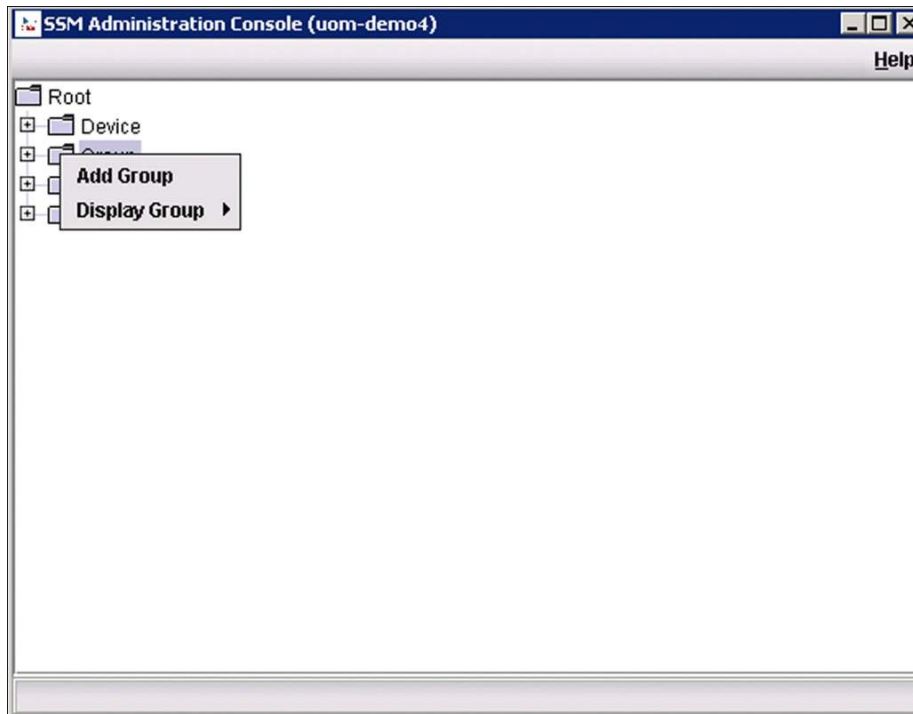 SSM Administration Console (uom-demo4)
Help
Root
Device
Add Group
Display Group